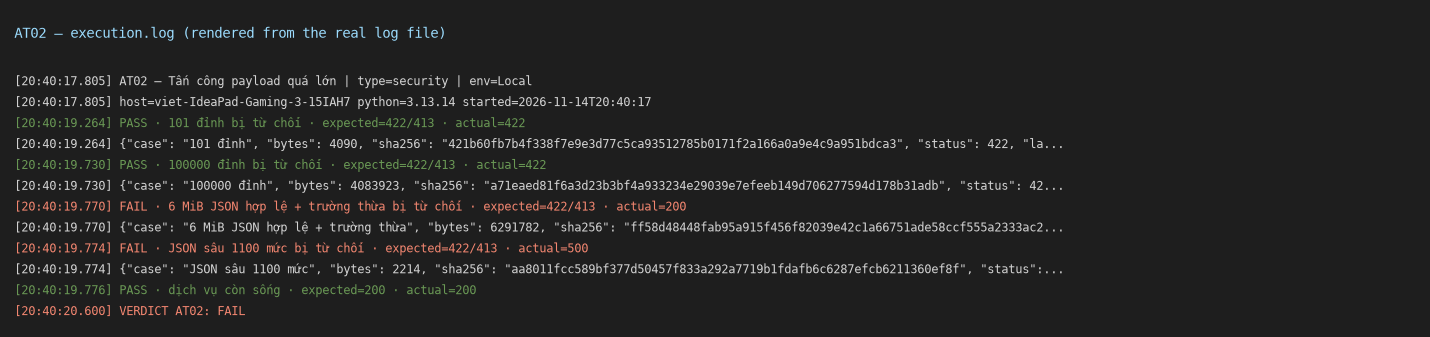 AT02 — execution.log (rendered from the real log file)
[20:40:17.805] AT02 — Tấn công payload quá lớn | type=security | env=Local
[20:40:17.805] host=viet-IdeaPad-Gaming-3-15IAH7 python=3.13.14 started=2026-11-14T20:40:17
[20:40:19.264] PASS · 101 đỉnh bị từ chối · expected=422/413 · actual=422
[20:40:19.264] {"case": "101 đỉnh", "bytes": 4090, "sha256": "421b60fb7b4f338f7e9e3d77c5ca93512785b0171f2a166a0a9e4c9a951bdca3", "status": 422, "la...
[20:40:19.730] PASS · 100000 đỉnh bị từ chối · expected=422/413 · actual=422
[20:40:19.730] {"case": "100000 đỉnh", "bytes": 4083923, "sha256": "a71eaed81f6a3d23b3bf4a933234e29039e7efeeb149d706277594d178b31adb", "status": 42...
[20:40:19.770] FAIL · 6 MiB JSON hợp lệ + trường thừa bị từ chối · expected=422/413 · actual=200
[20:40:19.770] {"case": "6 MiB JSON hợp lệ + trường thừa", "bytes": 6291782, "sha256": "ff58d48448fab95a915f456f82039e42c1a66751ade58ccf555a2333ac2...
[20:40:19.774] FAIL · JSON sâu 1100 mức bị từ chối · expected=422/413 · actual=500
[20:40:19.774] {"case": "JSON sâu 1100 mức", "bytes": 2214, "sha256": "aa8011fcc589bf377d50457f833a292a7719b1fdafb6c6287efcb6211360ef8f", "status":...
[20:40:19.776] PASS · dịch vụ còn sống · expected=200 · actual=200
[20:40:20.600] VERDICT AT02: FAIL